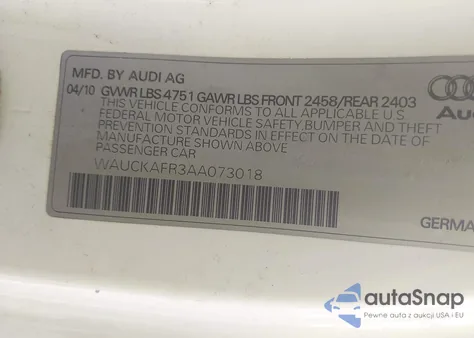 MFD. BY AUDI AG
04/10 GVWR LBS 4751 GAWR LBS FRONT 2458/REAR 2403
THIS VEHICLE CONFORMS TO ALL APPLICABLE U.S.
FEDERAL MOTOR VEHICLE SAFETY,BUMPER AND THEFT
PREVENTION STANDARDS IN EFFECT ON THE DATE OF
MANUFACTURE SHOWN ABOVE
PASSENGER CAR
WAUCKAFR3AA073018
Aud
GERMA
autoSnap
Pewne auta z aukcji USA i EU